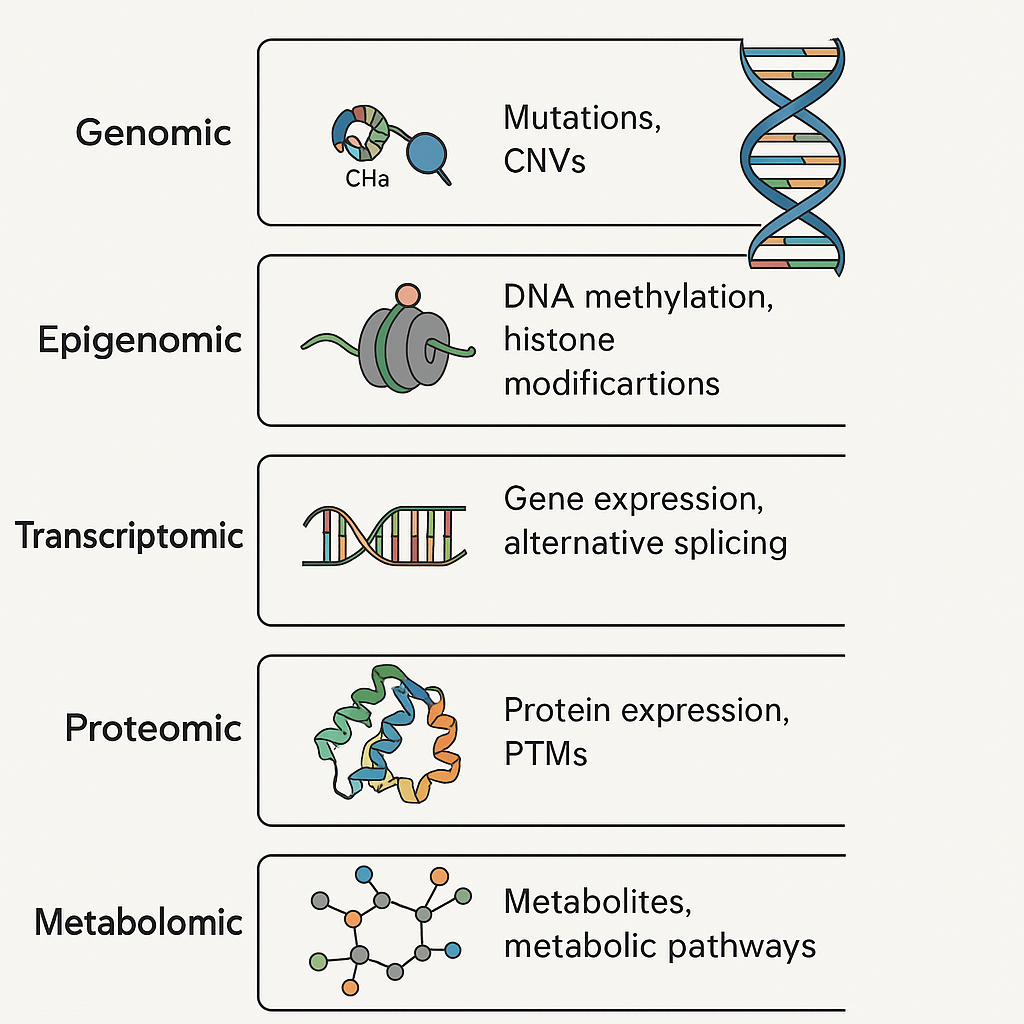 Genomic
CHa
Mutations,
CNVs
Epigenomic
DNA methylation,
histone
modificartions
Transcriptomic
Gene expression,
alternative splicing
Proteomic
Protein expression,
PTMs
Metabolomic
Metabolites,
metabolic pathways